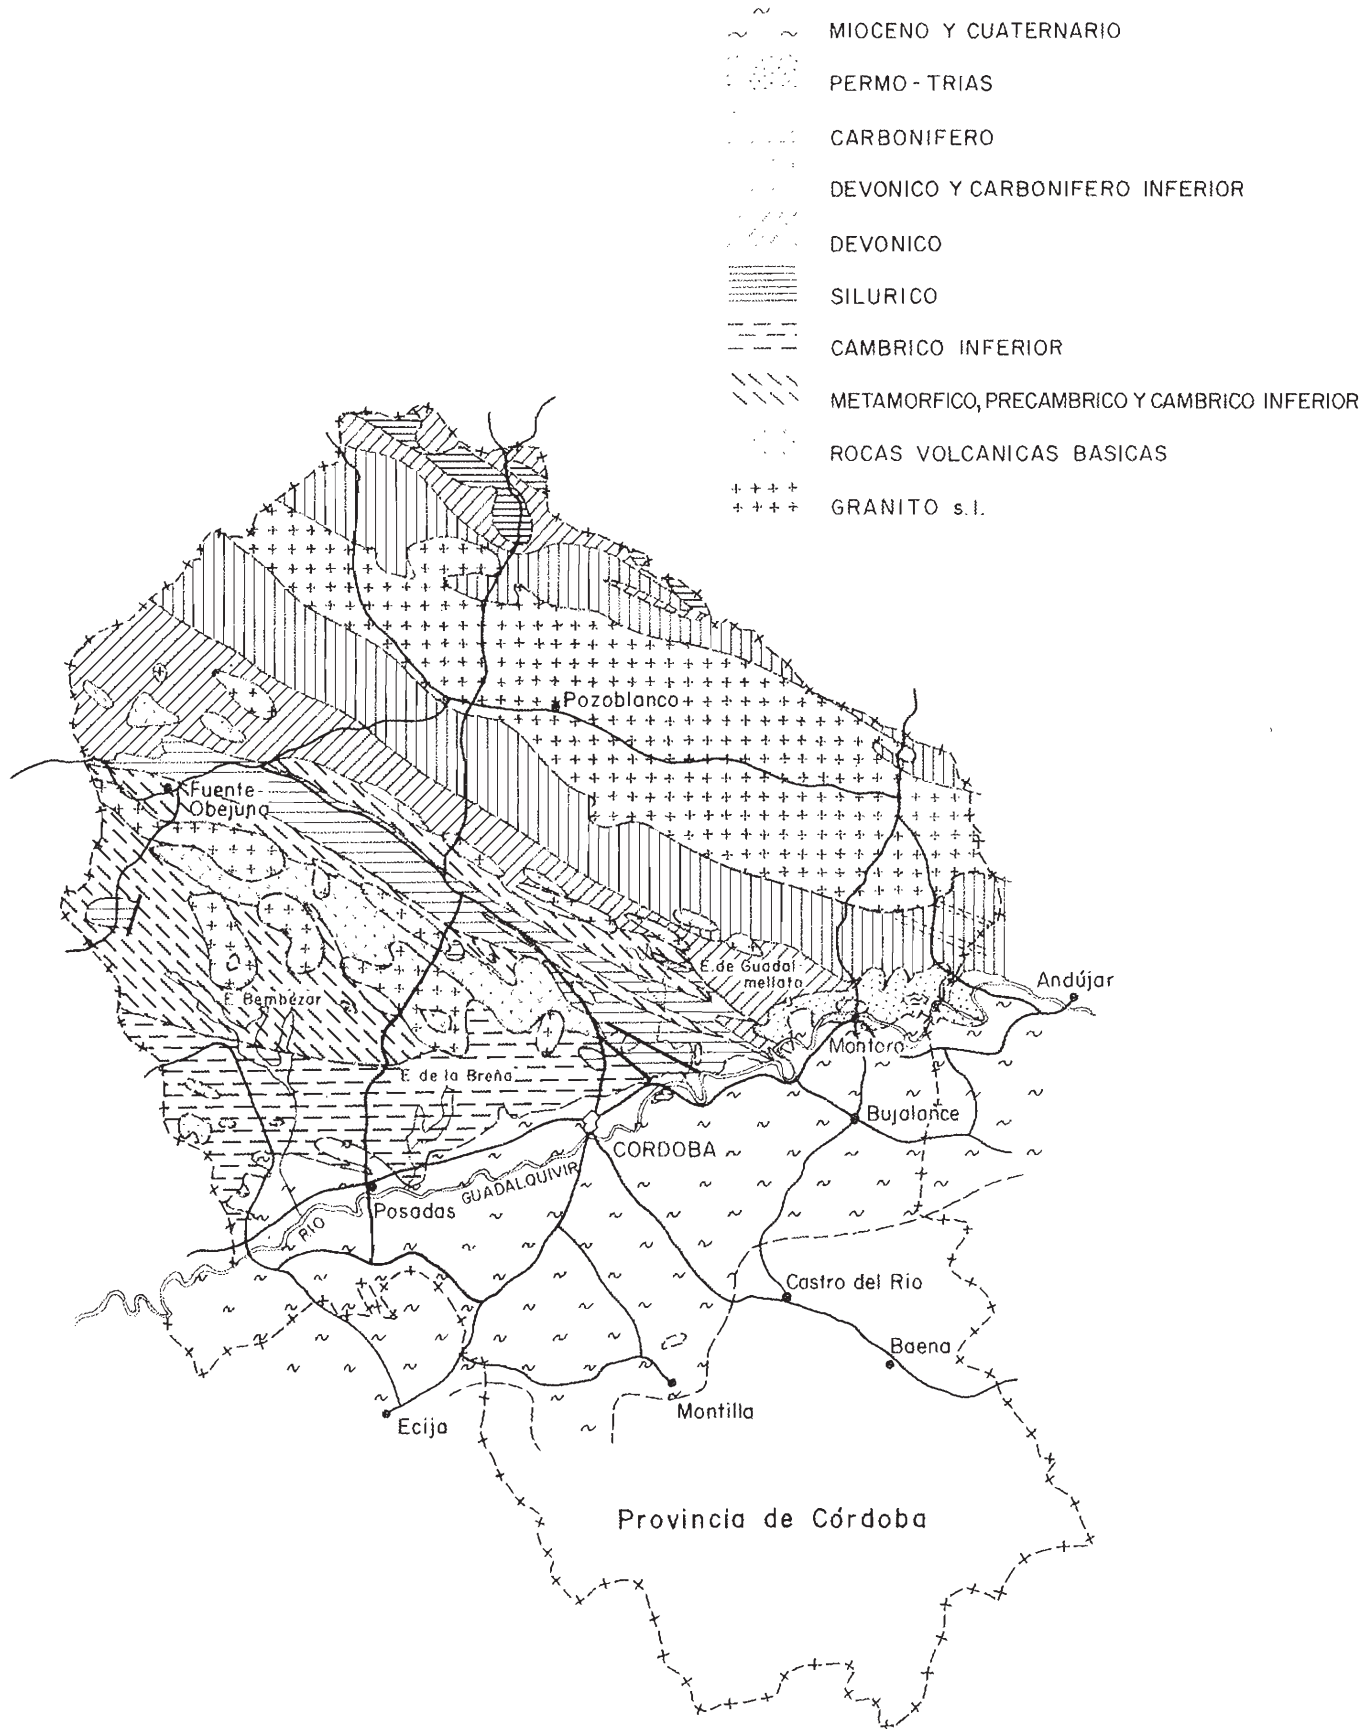 MIOCENO Y CUATERNARIO
PERMO-TRIAS
CARBONIFERO
DEVONICO Y CARBONIFERO INFERIOR
DEVONICO
SILURICO
CAMBRICO INFERIOR
METAMORFICO, PRECAMBRICO Y CAMBRICO INFERIOR
ROCAS VOLCANICAS BASICAS
GRANITO s.l.
Pozoblanco
Fuente-
Obejuna
E. de Guadal
mellato
Andújar
E. Bembézar
Montoro
E. de la Breña
Bujalance
CORDOBA
RIO GUADALQUIVIR
Posadas
Castro del Río
Baena
Montilla
Ecija
Provincia de Córdoba